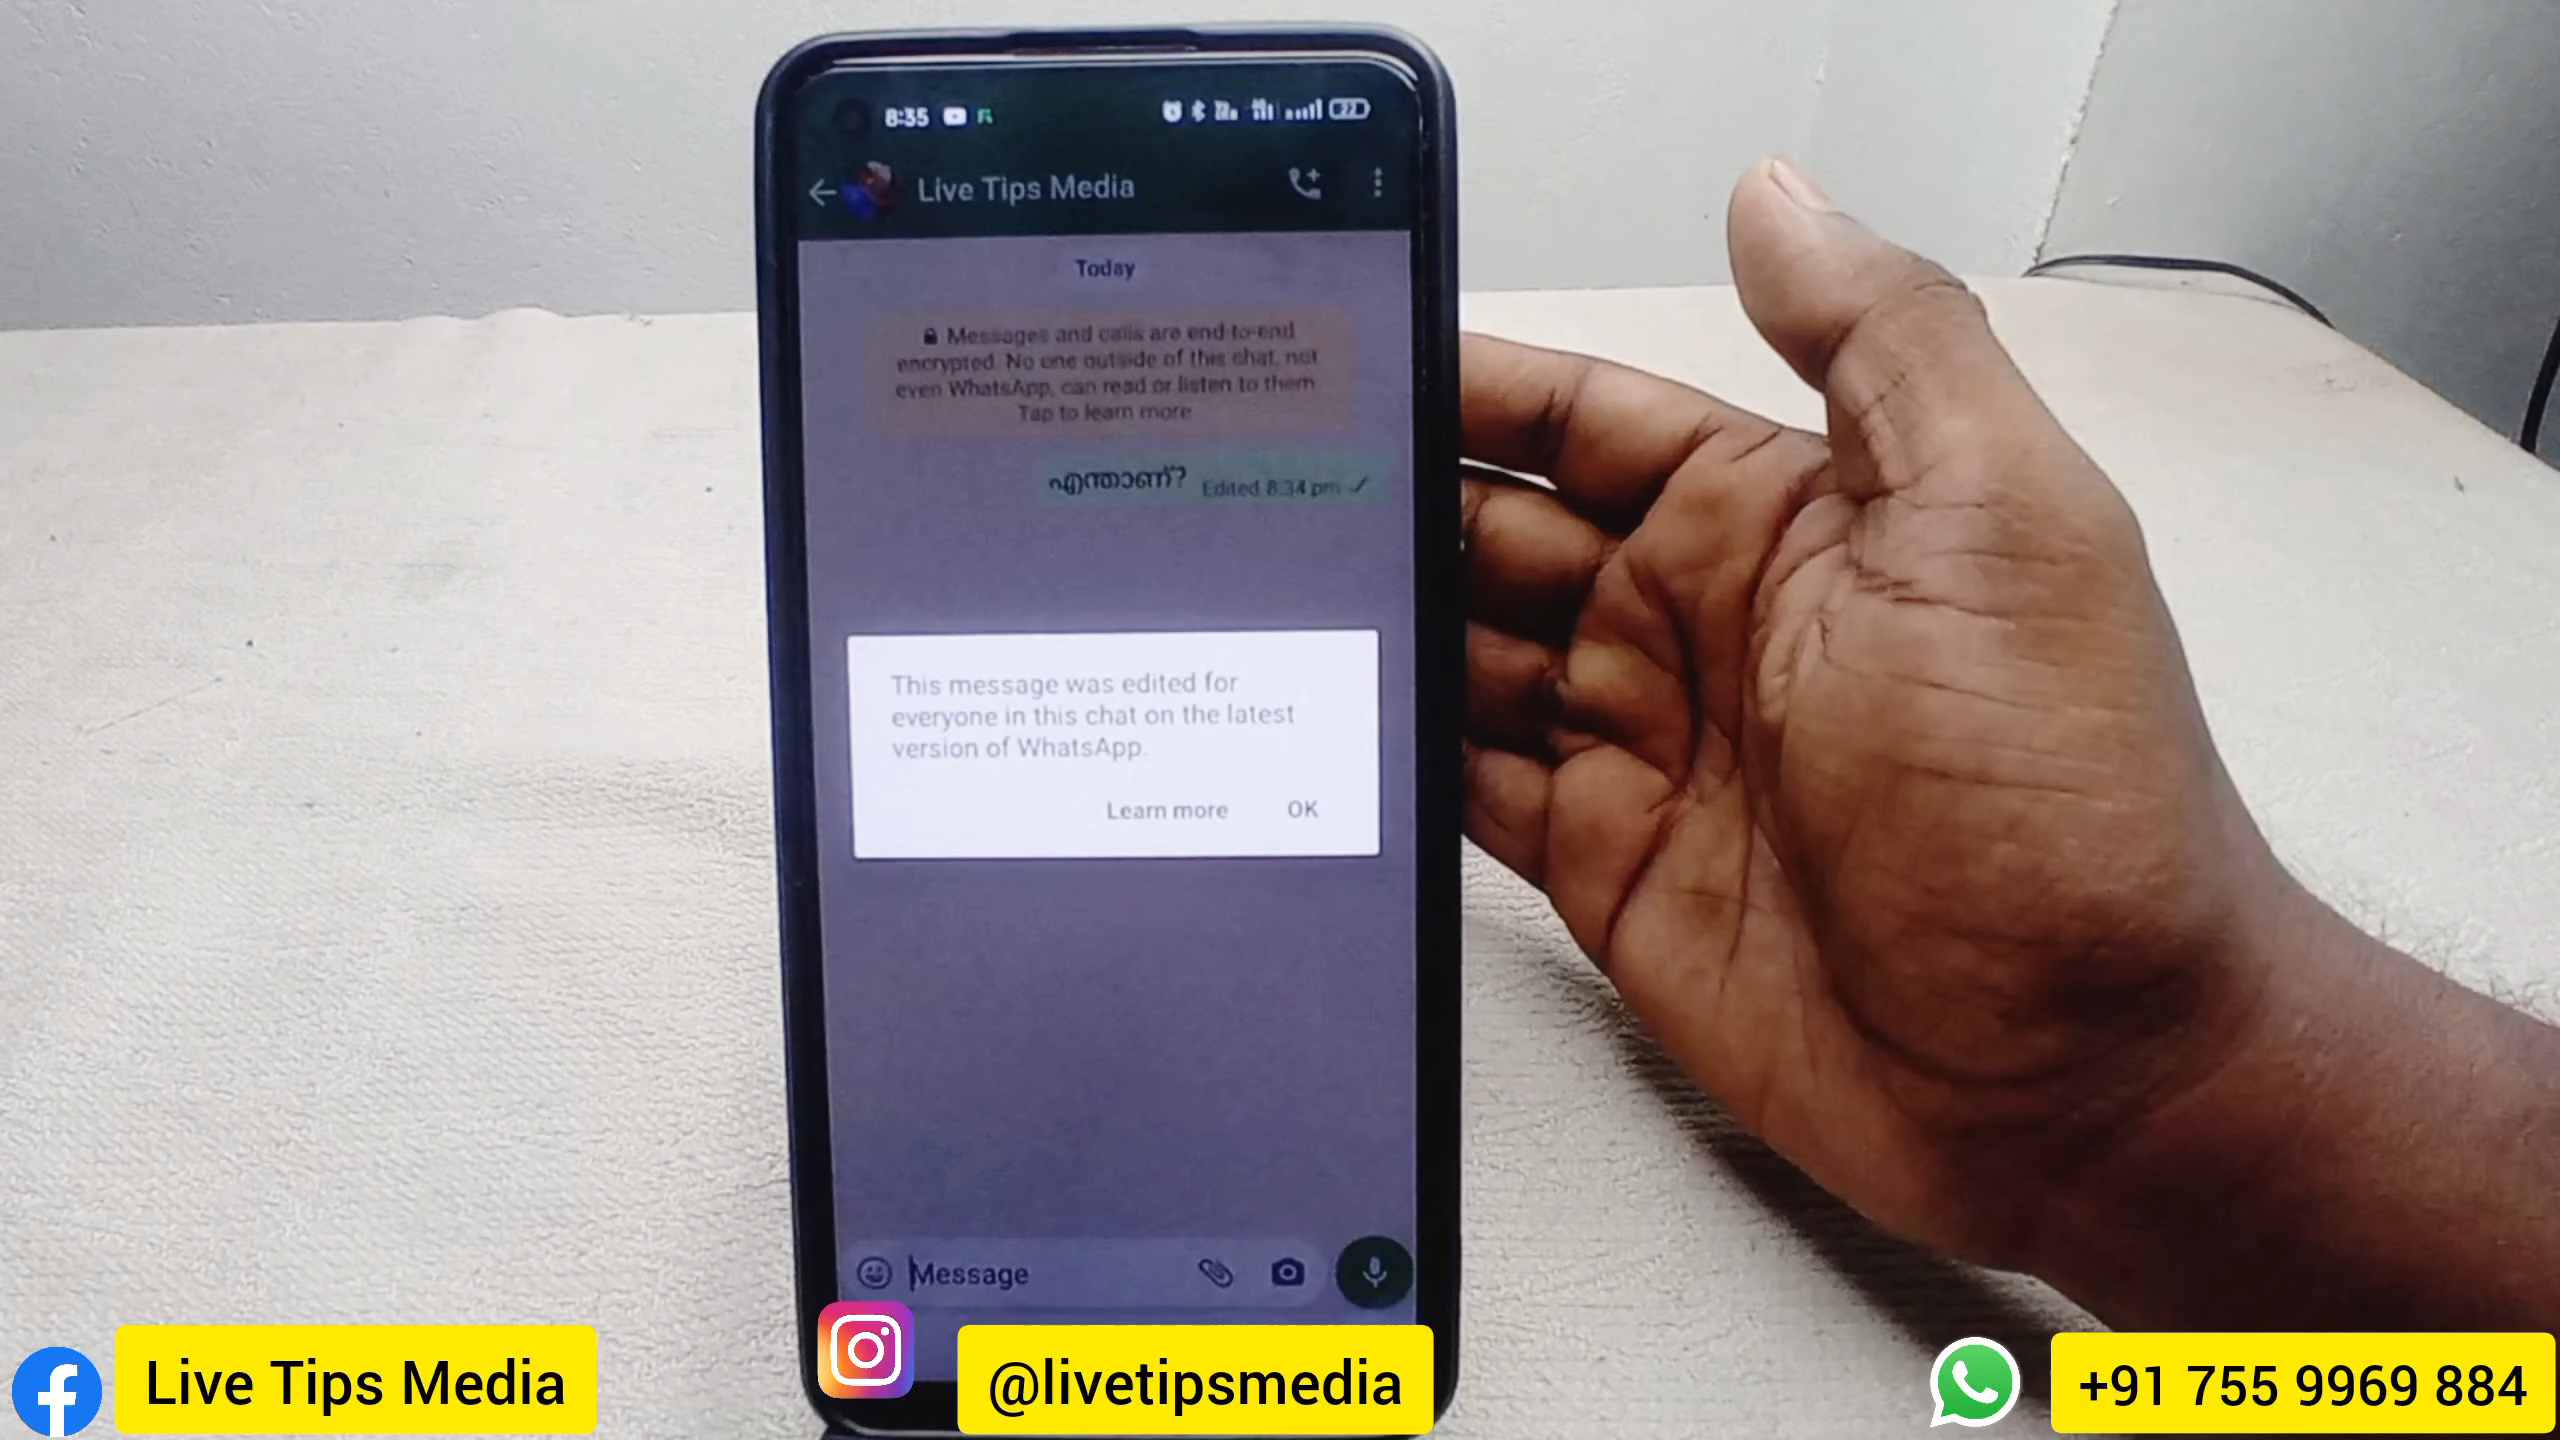 8:35
22
Live Tips Media
Today
Messages and calls are end-to-end
encrypted. No one outside of this chat, not
even WhatsApp, can read or listen to them.
Tap to learn more
എന്താണ്? Edited 8:34 pm
This message was edited for
everyone in this chat on the latest
version of WhatsApp.
Learn more OK
Message
Live Tips Media
@livetipsmedia
+91 755 9969 884